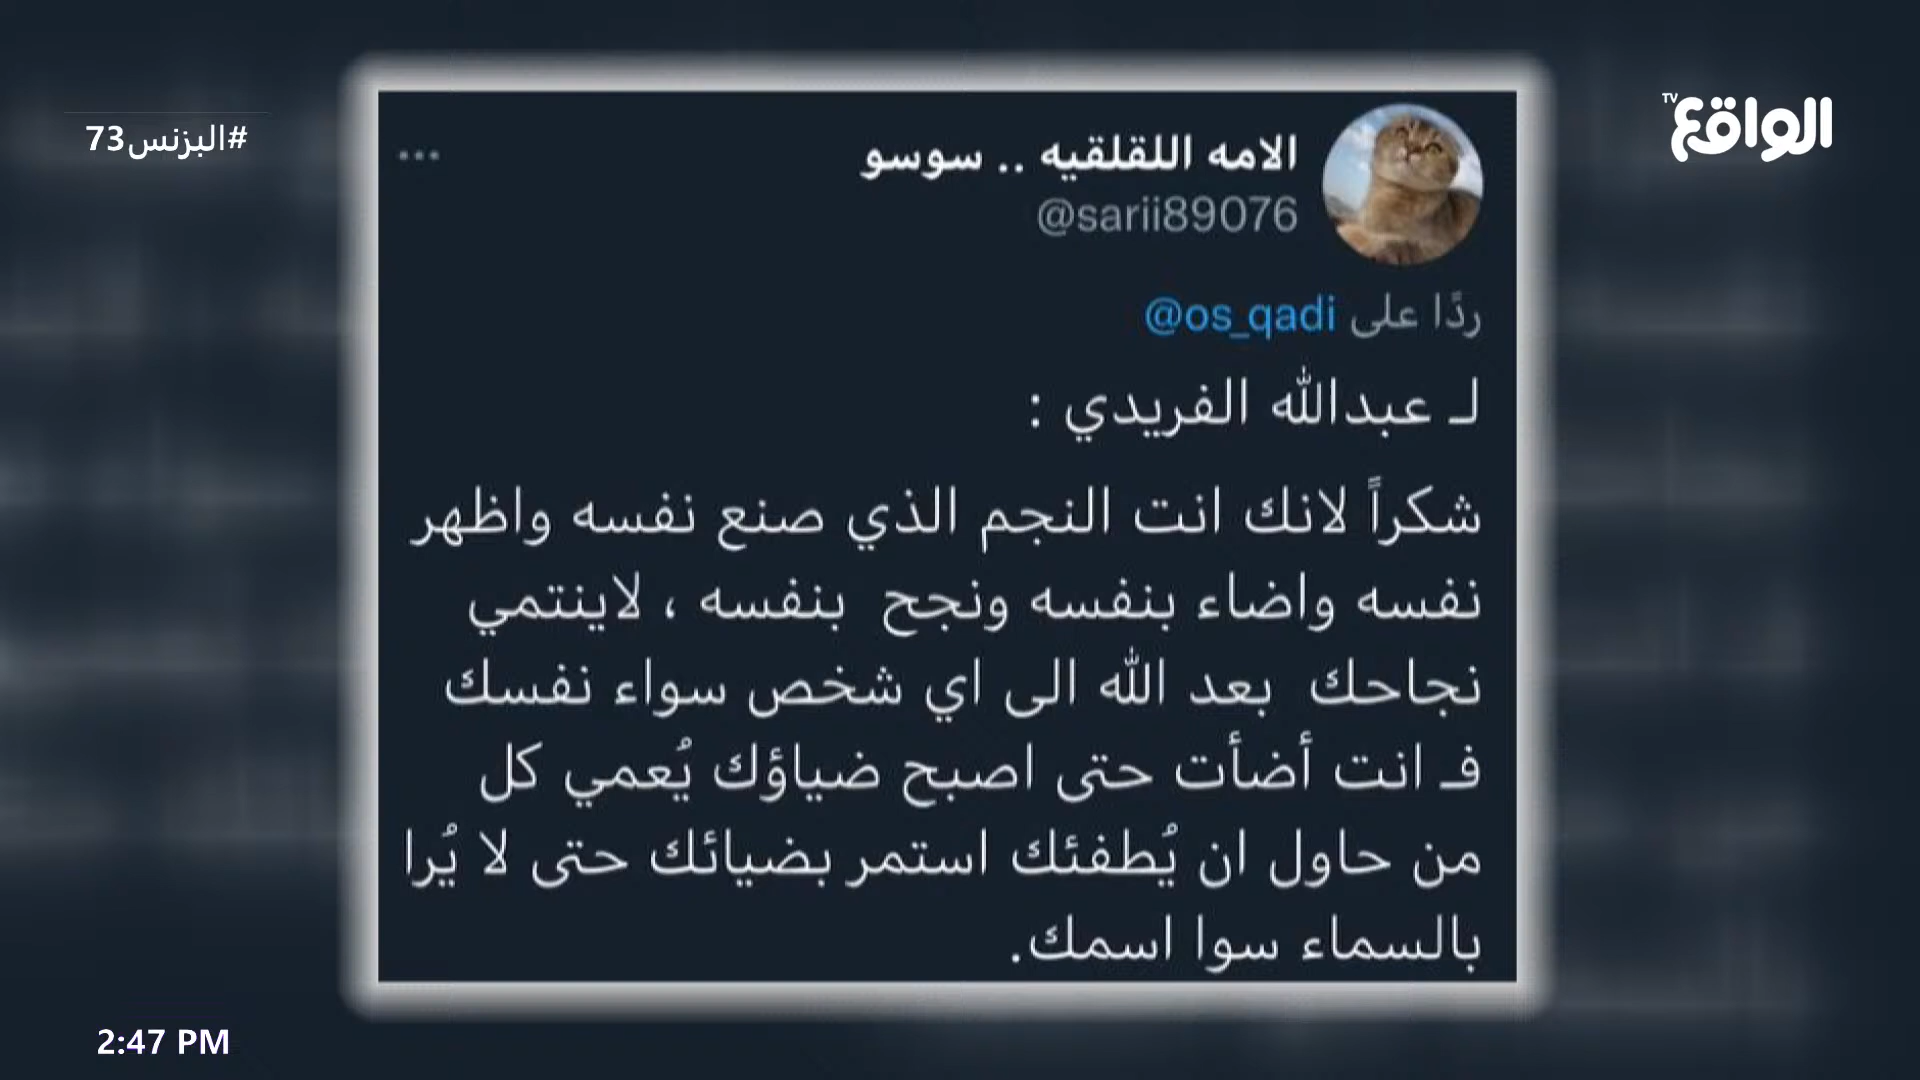 #البزنس73
الواقع TV
الامه اللقلقيه .. سوسو
@sarii89076
ردًا على @os_qadi
لـ عبدالله الفريدي :
شكراً لانك انت النجم الذي صنع نفسه واظهر
نفسه واضاء بنفسه ونجح بنفسه ، لاينتمي
نجاحك بعد الله الى اي شخص سواء نفسك
فـ انت أضأت حتى اصبح ضياؤك يُعمي كل
من حاول ان يُطفئك استمر بضيائك حتى لا يُرا
بالسماء سوا اسمك.
2:47 PM